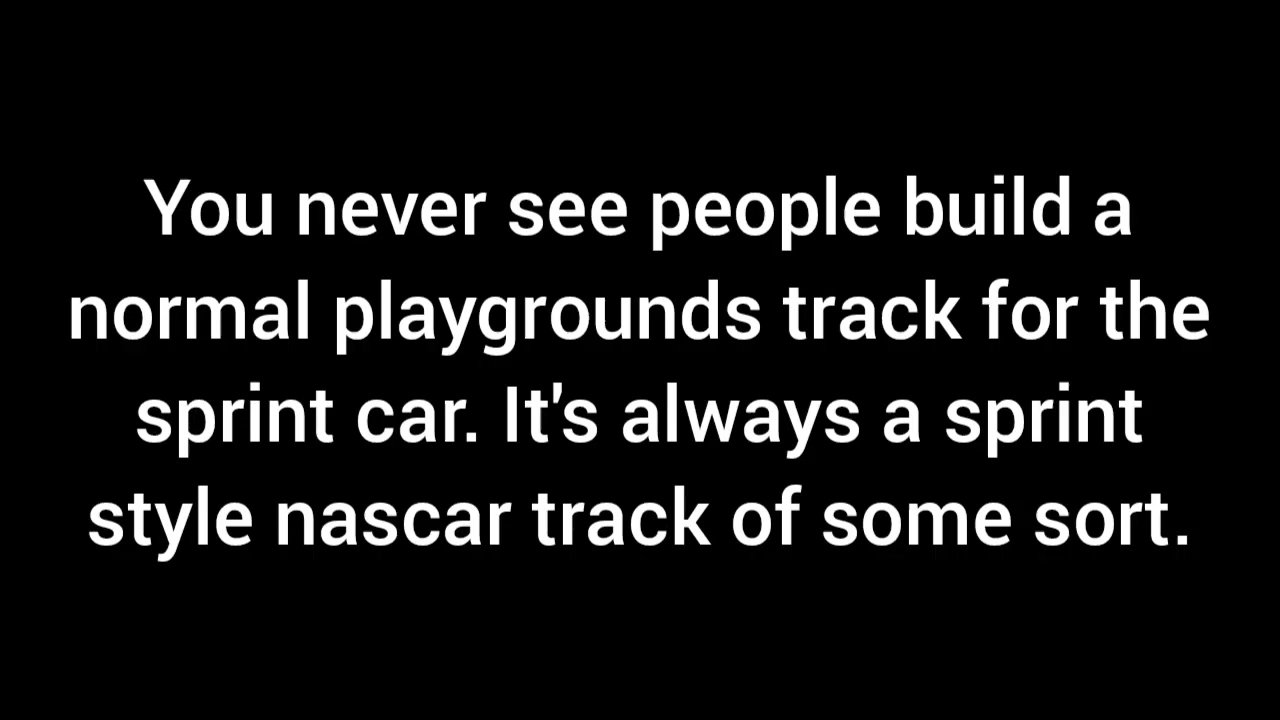 You never see people build a
normal playgrounds track for the
sprint car. It's always a sprint
style nascar track of some sort.